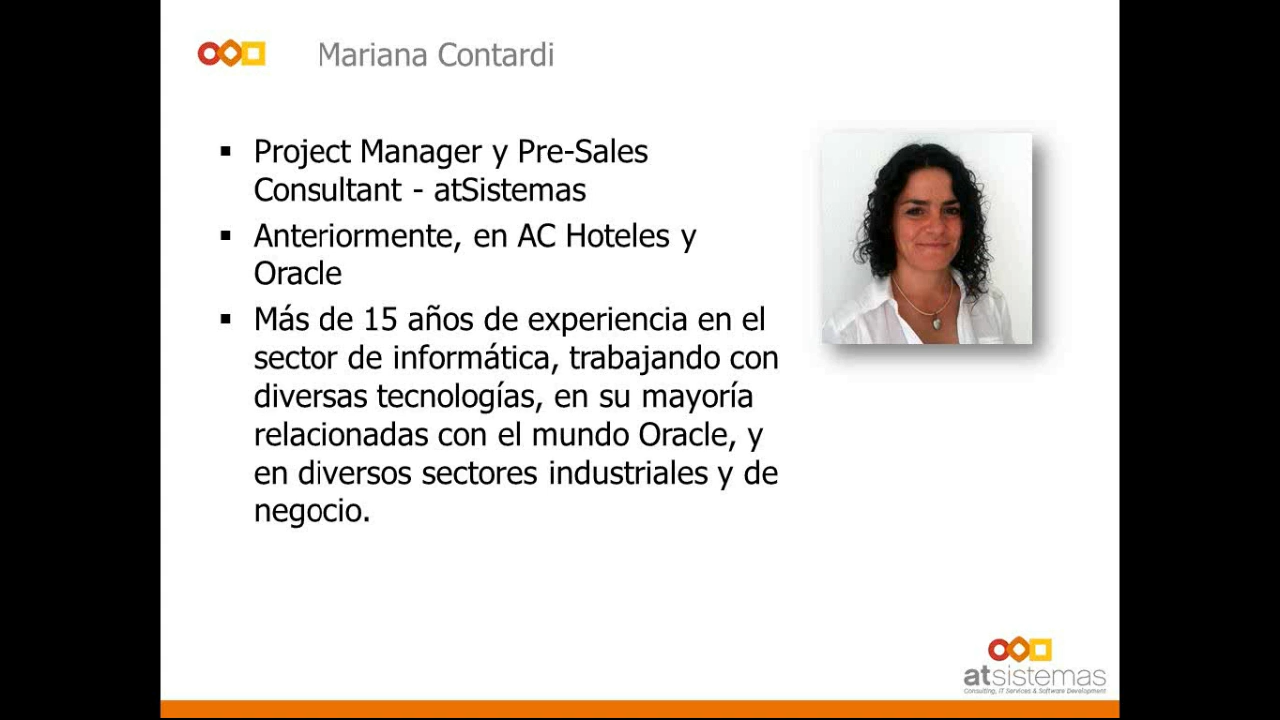 Mariana Contardi
▪ Project Manager y Pre-Sales
Consultant - atSistemas
▪ Anteriormente, en AC Hoteles y
Oracle
▪ Más de 15 años de experiencia en el
sector de informática, trabajando con
diversas tecnologías, en su mayoría
relacionadas con el mundo Oracle, y
en diversos sectores industriales y de
negocio.
atsistemas
Consulting, IT Services & Software Development